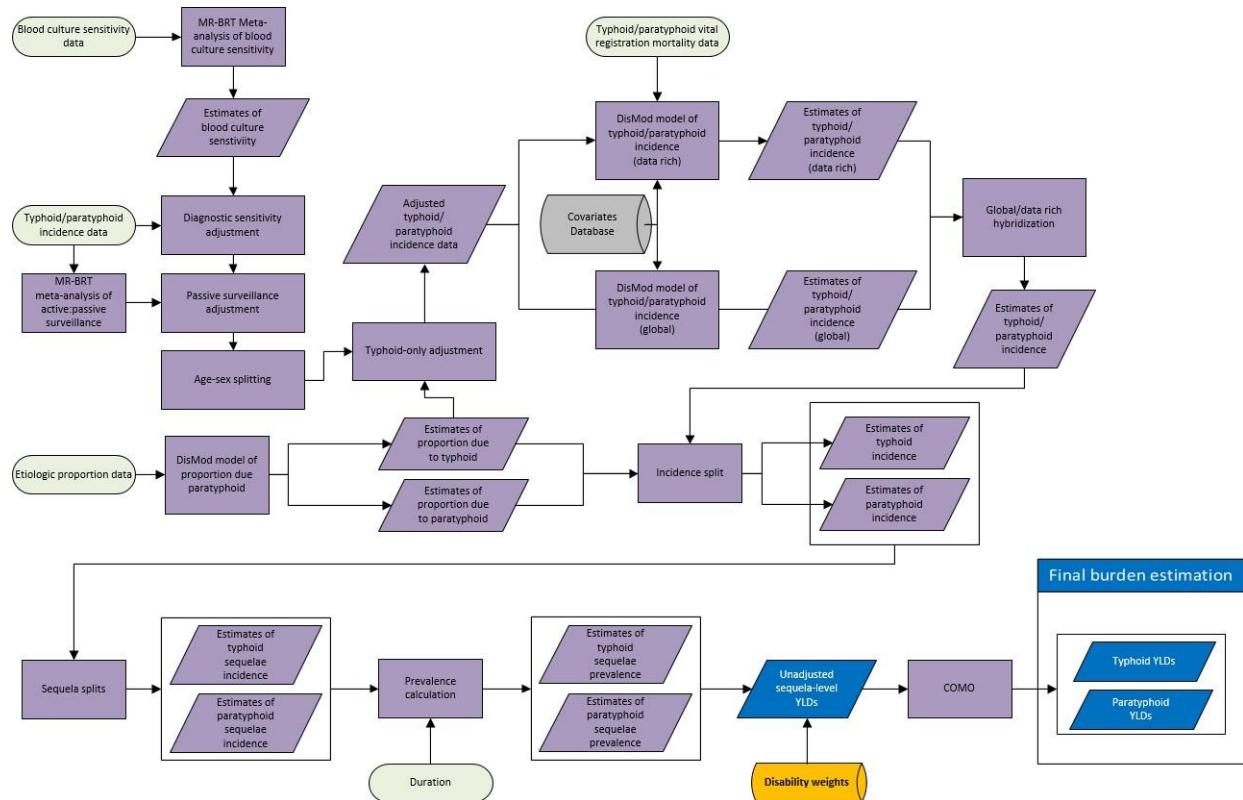 Blood culture sensitivity
data
MR-BRT Meta-
analysis of blood
culture sensitivity
Typhoid/paratyphoid vital
registration mortality data
Estimates of
blood culture
senstiviity
DisMod model of
typhoid/paratyphoid
incidence
(data rich)
Estimates of
typhoid/
paratyphoid
incidence
(data rich)
Typhoid/paratyphoid
incidence data
Diagnostic sensitivity
adjustment
Adjusted
typhoid/
paratyphoid
incidence data
Covariates
Database
Global/data rich
hybridization
MR-BRT
meta-analysis of
active:passive
surveillance
Passive surveillance
adjustment
DisMod model of
typhoid/paratyphoid
incidence
(global)
Estimates of
typhoid/
paratyphoid
incidence
(global)
Estimates of
typhoid/
paratyphoid
incidence
Age-sex splitting
Typhoid-only adjustment
Etiologic proportion data
DisMod model of
proportion due
paratyphoid
Estimates of
proportion due
to typhoid
Estimates of
proportion due
to paratyphoid
Incidence split
Estimates of
typhoid
incidence
Estimates of
paratyphoid
incidence
Final burden estimation
Sequela splits
Estimates of
typhoid
sequelae
incidence
Estimates of
paratyphoid
sequelae
incidence
Prevalence
calculation
Estimates of
typhoid
sequelae
prevalence
Estimates of
paratyphoid
sequelae
prevalence
Unadjusted
sequela-level
YLDs
COMO
Typhoid YLDs
Paratyphoid
YLDs
Duration
Disability weights